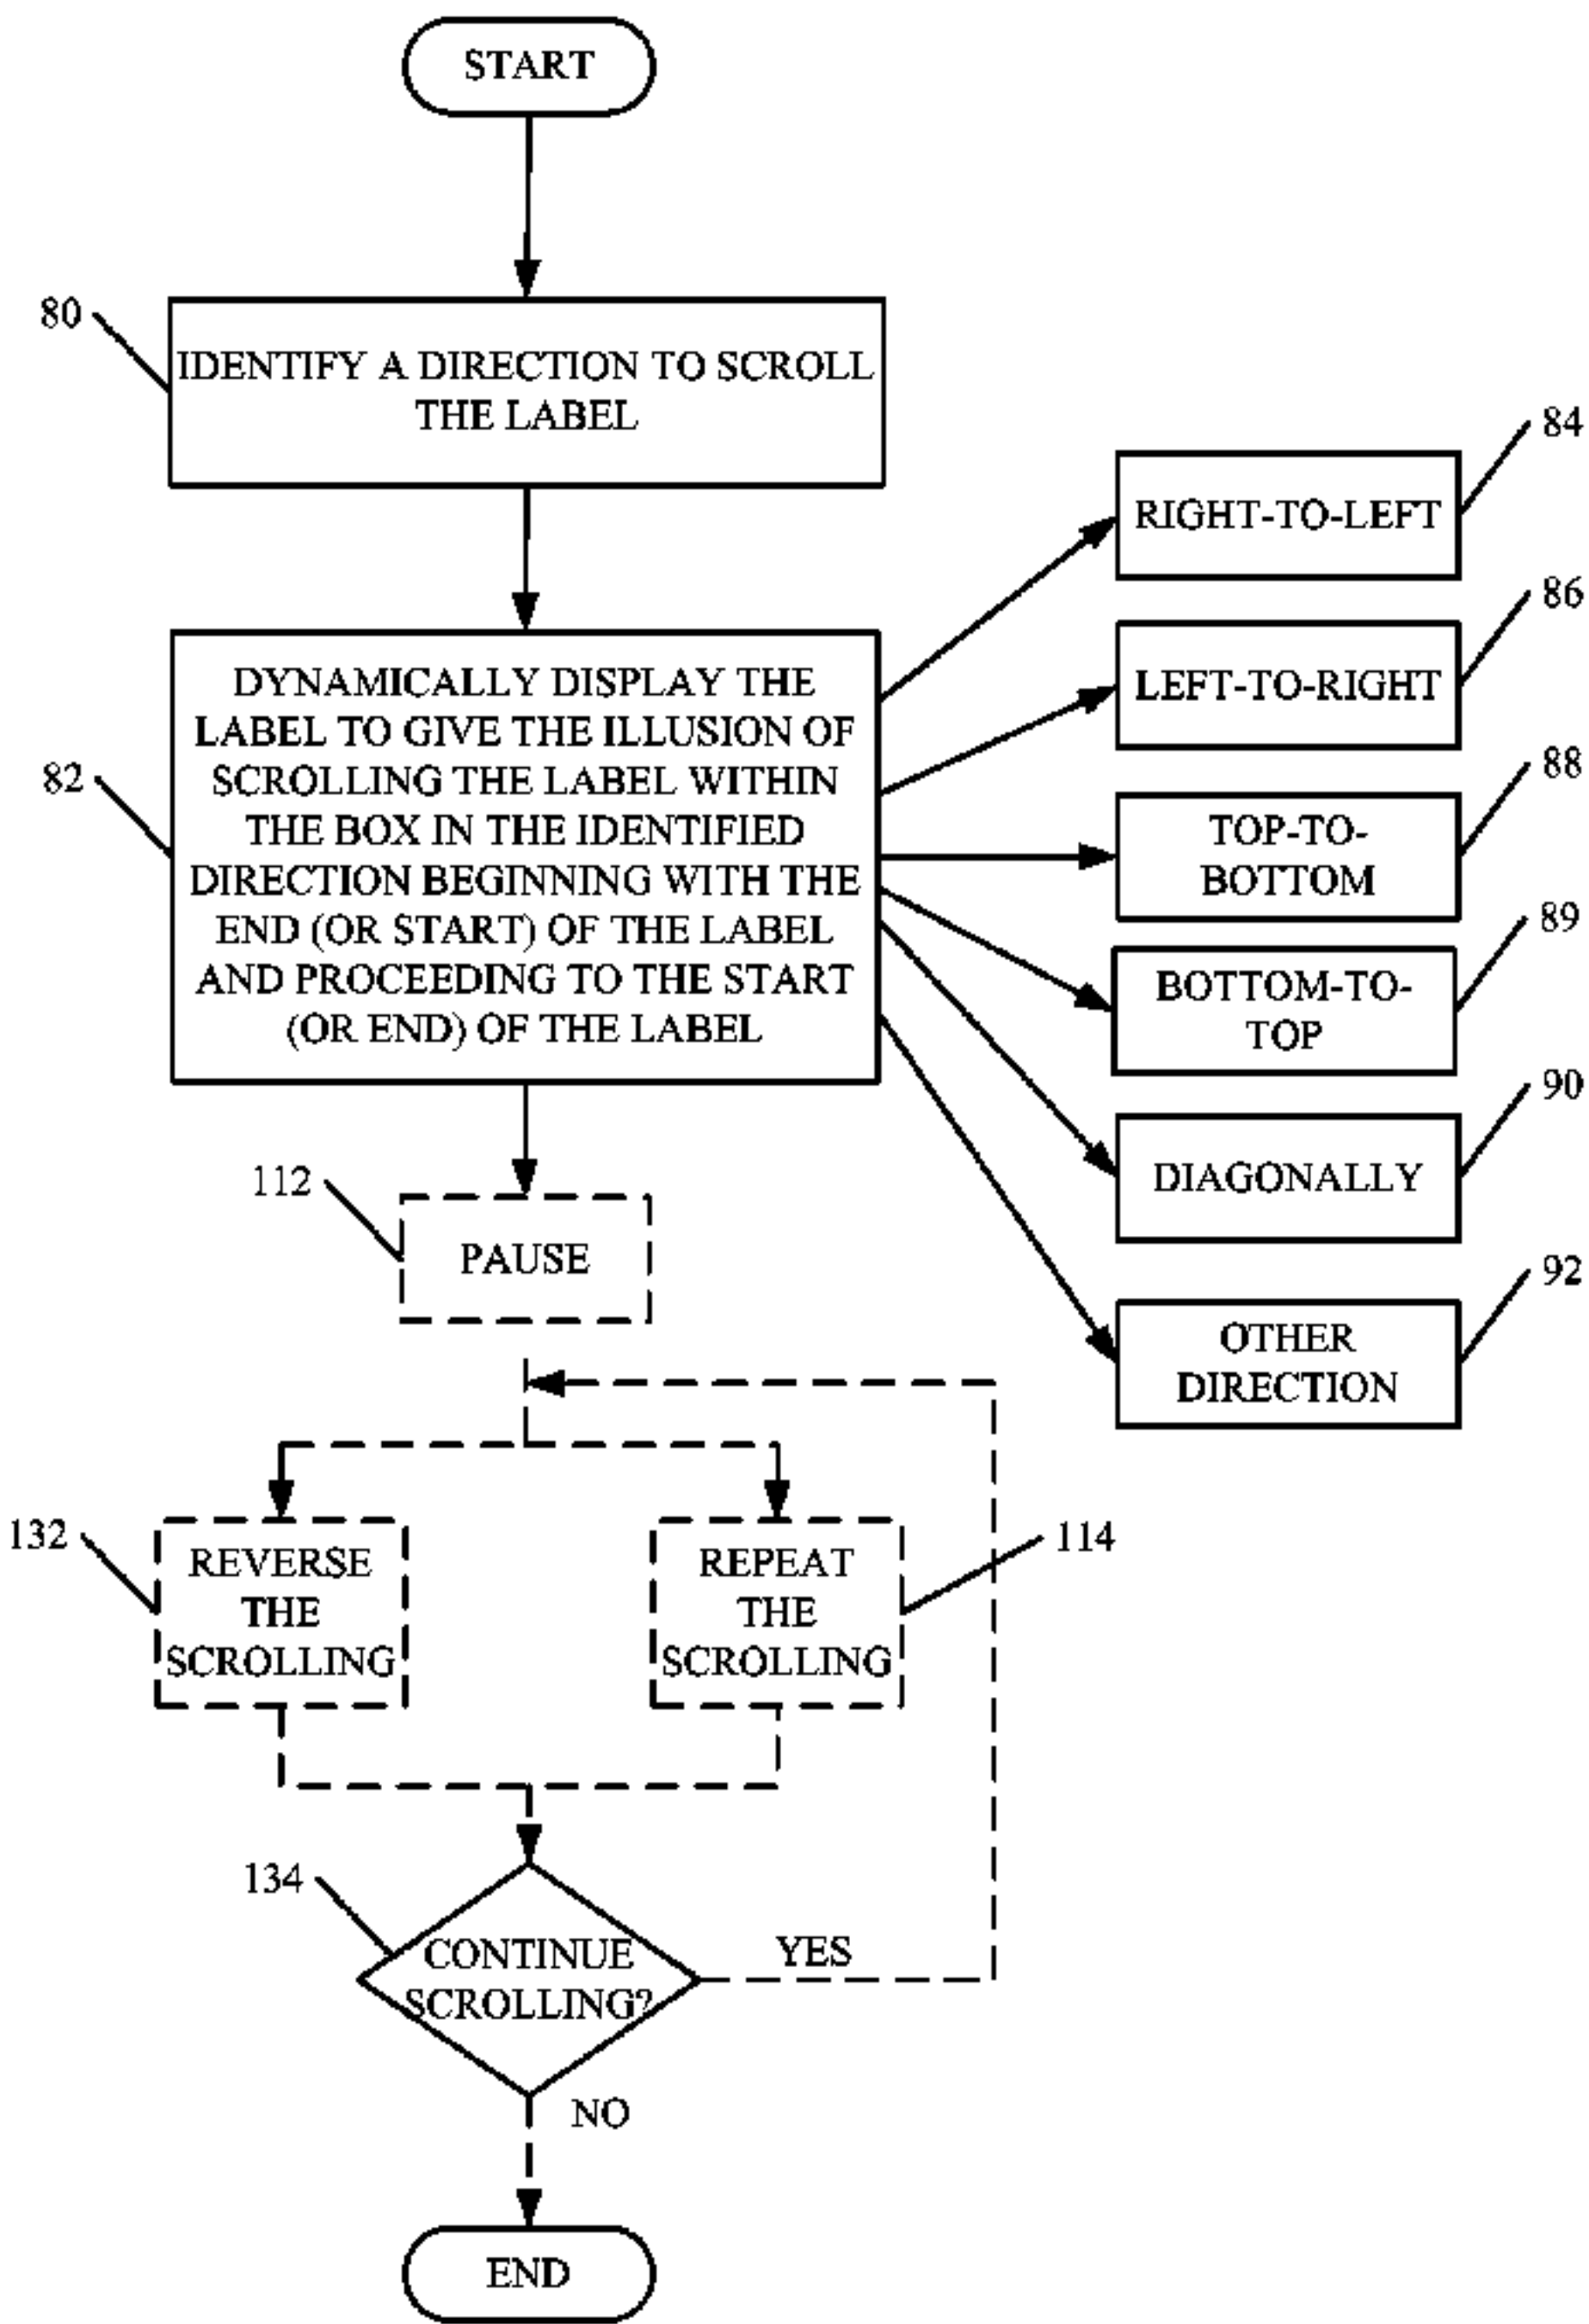 START
80
IDENTIFY A DIRECTION TO SCROLL
THE LABEL
82
DYNAMICALLY DISPLAY THE
LABEL TO GIVE THE ILLUSION OF
SCROLLING THE LABEL WITHIN
THE BOX IN THE IDENTIFIED
DIRECTION BEGINNING WITH THE
END (OR START) OF THE LABEL
AND PROCEEDING TO THE START
(OR END) OF THE LABEL
84
RIGHT-TO-LEFT
86
LEFT-TO-RIGHT
88
TOP-TO-
BOTTOM
89
BOTTOM-TO-
TOP
90
DIAGONALLY
92
OTHER
DIRECTION
112
PAUSE
132
REVERSE
THE
SCROLLING
REPEAT
THE
SCROLLING
114
134
CONTINUE
SCROLLING?
YES
NO
END